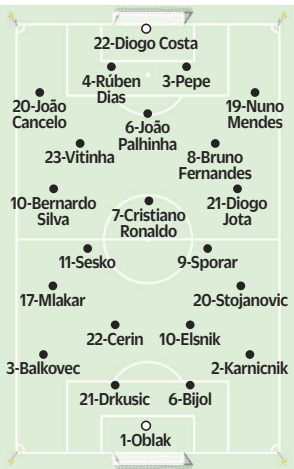 22-Diogo Costa
4-Rúben
Dias
3-Pepe
20-João
Cancelo
19-Nuno
Mendes
6-João
Palhinha
23-Vitinha
8-Bruno
Fernandes
10-Bernardo
Silva
7-Cristiano
Ronaldo
21-Diogo
Jota
11-Sesko
9-Sporar
17-Mlakar
20-Stojanovic
22-Cerin
10-Elsnik
3-Balkovec
2-Karnicnik
21-Drkusic
6-Bijol
1-Oblak